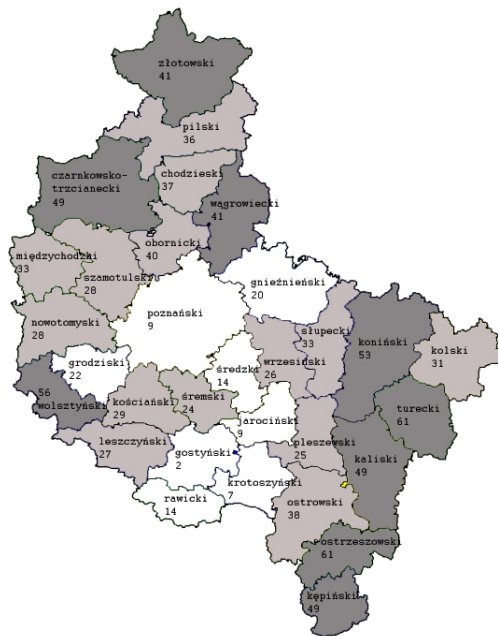 złotowski
41
pilski
36
czarnkowsko-
trzcianecki
49
chodzieski
37
wągrowiecki
41
obornicki
40
międzychodzki
33
szamotulski
28
gnieźnieński
20
poznański
9
nowotomyski
28
słupecki
33
koniński
53
kolski
31
grodziski
22
średzki
14
wrzesiński
26
56
wolsztyński
kościański
29
śremski
24
turecki
61
jarociński
9
leszczyński
27
gostyński
2
pleszewski
25
kaliski
49
rawicki
14
krotoszyński
7
ostrowski
38
ostrzeszowski
61
kępiński
49